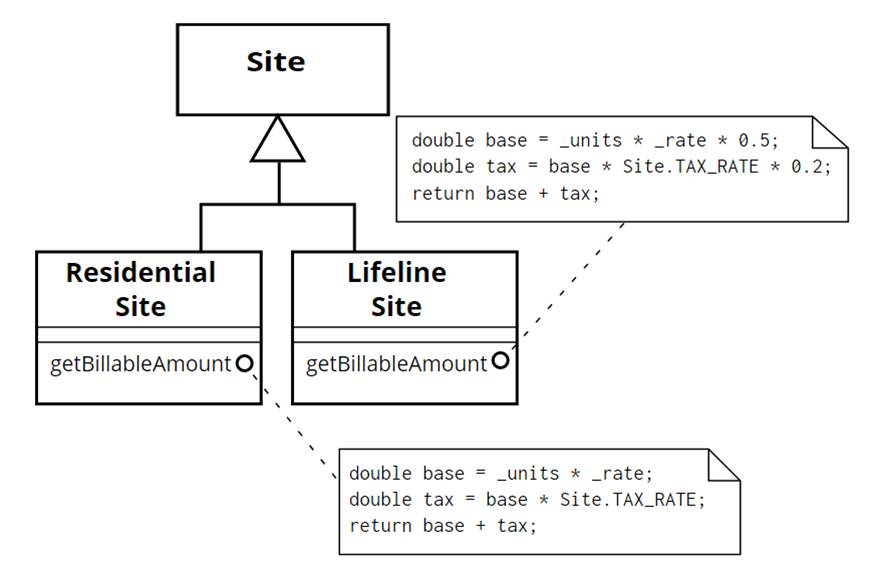 Site
double base = _units * _rate * 0.5;
double tax = base * Site.TAX_RATE * 0.2;
return base + tax;
Residential
Site
getBillableAmount
Lifeline
Site
getBillableAmount
double base = _units * _rate;
double tax = base * Site.TAX_RATE;
return base + tax;